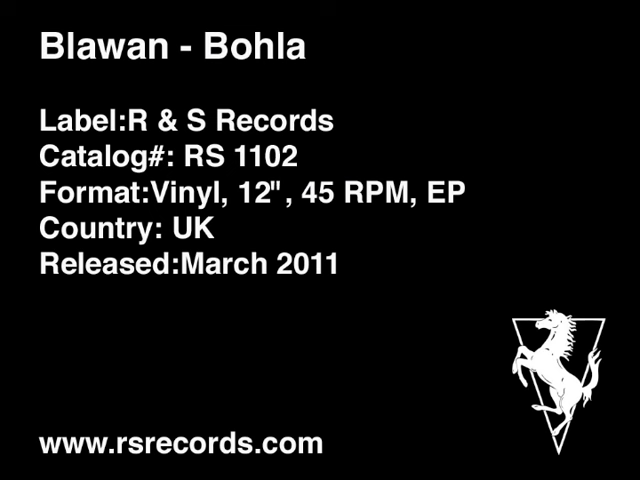 Blawan - Bohla
Label:R & S Records
Catalog#: RS 1102
Format:Vinyl, 12", 45 RPM, EP
Country: UK
Released:March 2011
www.rsrecords.com